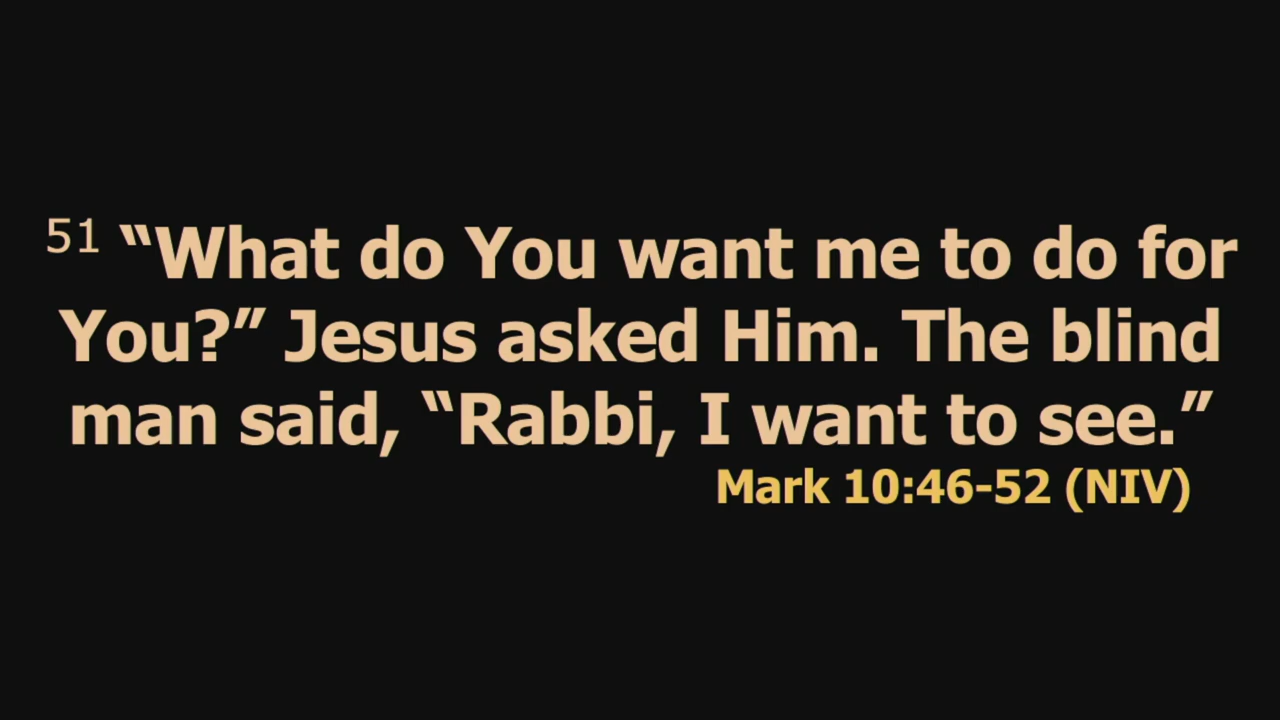 51 “What do You want me to do for
You?” Jesus asked Him. The blind
man said, “Rabbi, I want to see.”
Mark 10:46-52 (NIV)